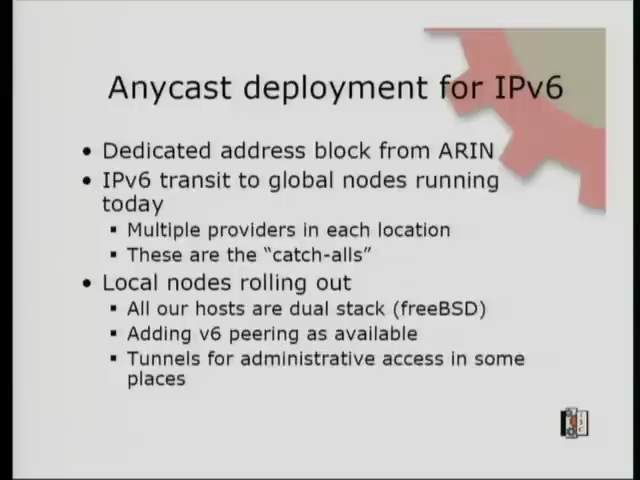 Anycast deployment for IPv6
• Dedicated address block from ARIN
• IPv6 transit to global nodes running
today
▪ Multiple providers in each location
▪ These are the “catch-alls”
• Local nodes rolling out
▪ All our hosts are dual stack (freeBSD)
▪ Adding v6 peering as available
▪ Tunnels for administrative access in some
places